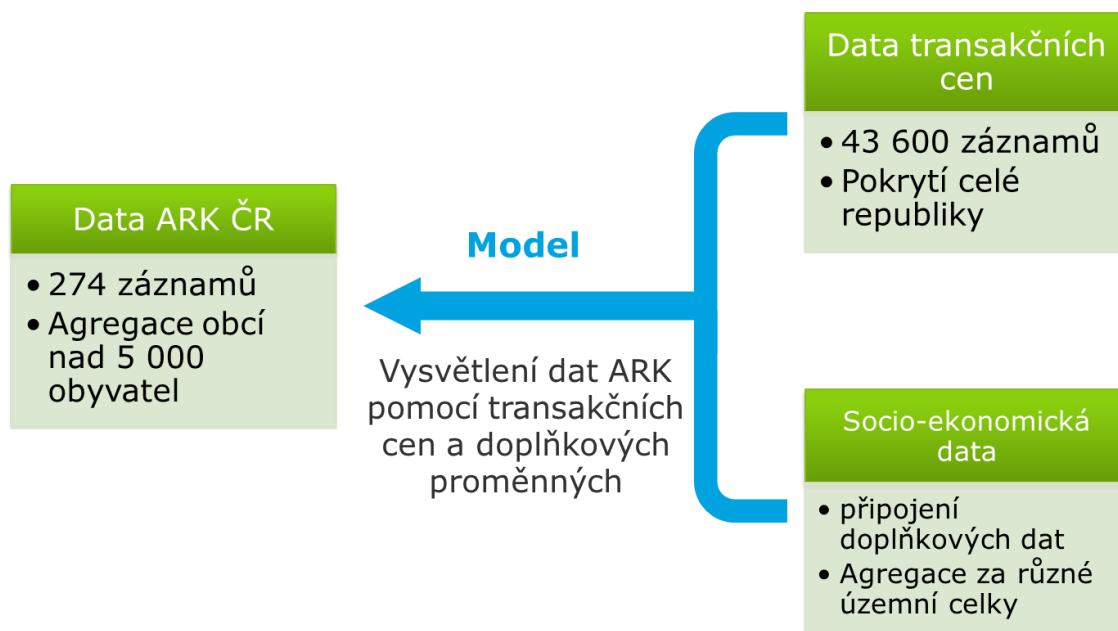 Data ARK ČR
• 274 záznamů
• Agregace obcí
nad 5 000
obyvatel
Model
Vysvětlení dat ARK
pomocí transakčních
cen a doplňkových
proměnných
Data transakčních
cen
• 43 600 záznamů
• Pokrytí celé
republiky
Socio-ekonomická
data
• připojení
doplňkových dat
• Agregace za různé
územní celky